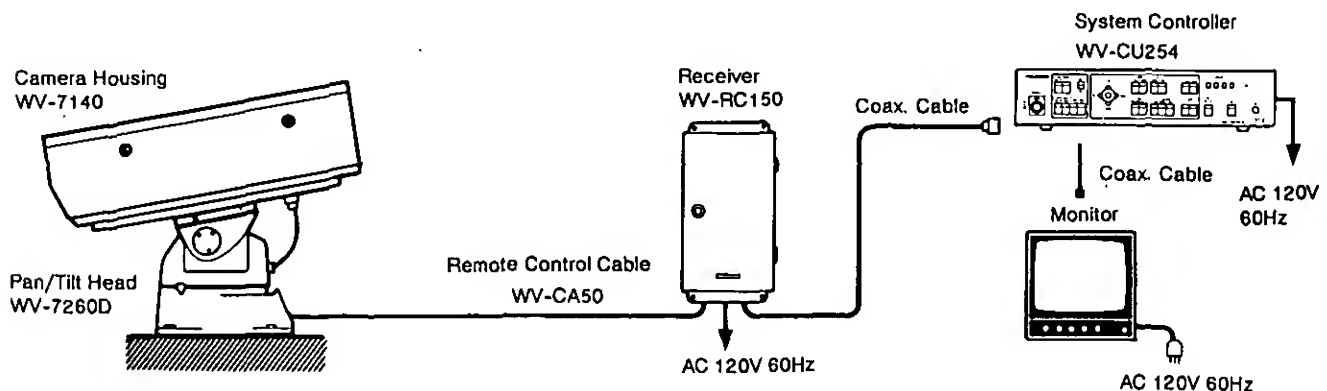 Camera Housing
WV-7140
Pan/Tilt Head
WV-7260D
Remote Control Cable
WV-CA50
Receiver
WV-RC150
AC 120V 60Hz
Coax. Cable
System Controller
WV-CU254
Coax. Cable
AC 120V
60Hz
Monitor
AC 120V 60Hz